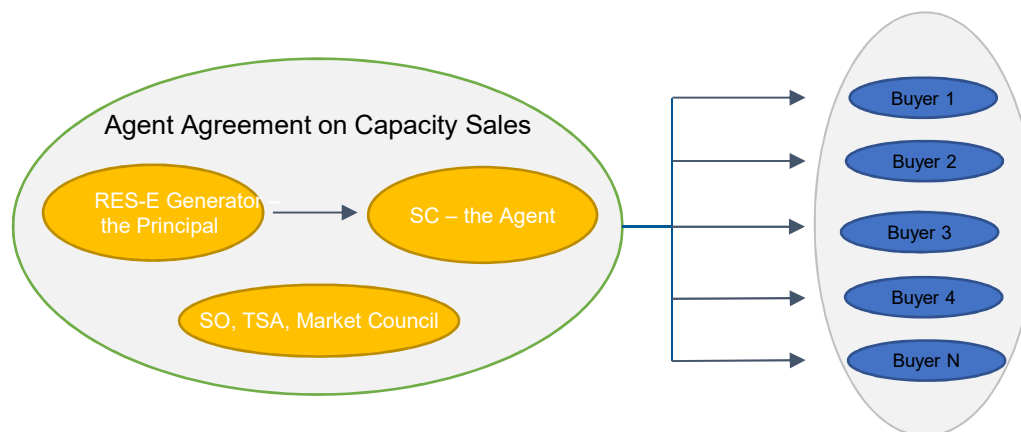 Agent Agreement on Capacity Sales
RES-E Generator –
the Principal
SC – the Agent
SO, TSA, Market Council
Buyer 1
Buyer 2
Buyer 3
Buyer 4
Buyer N